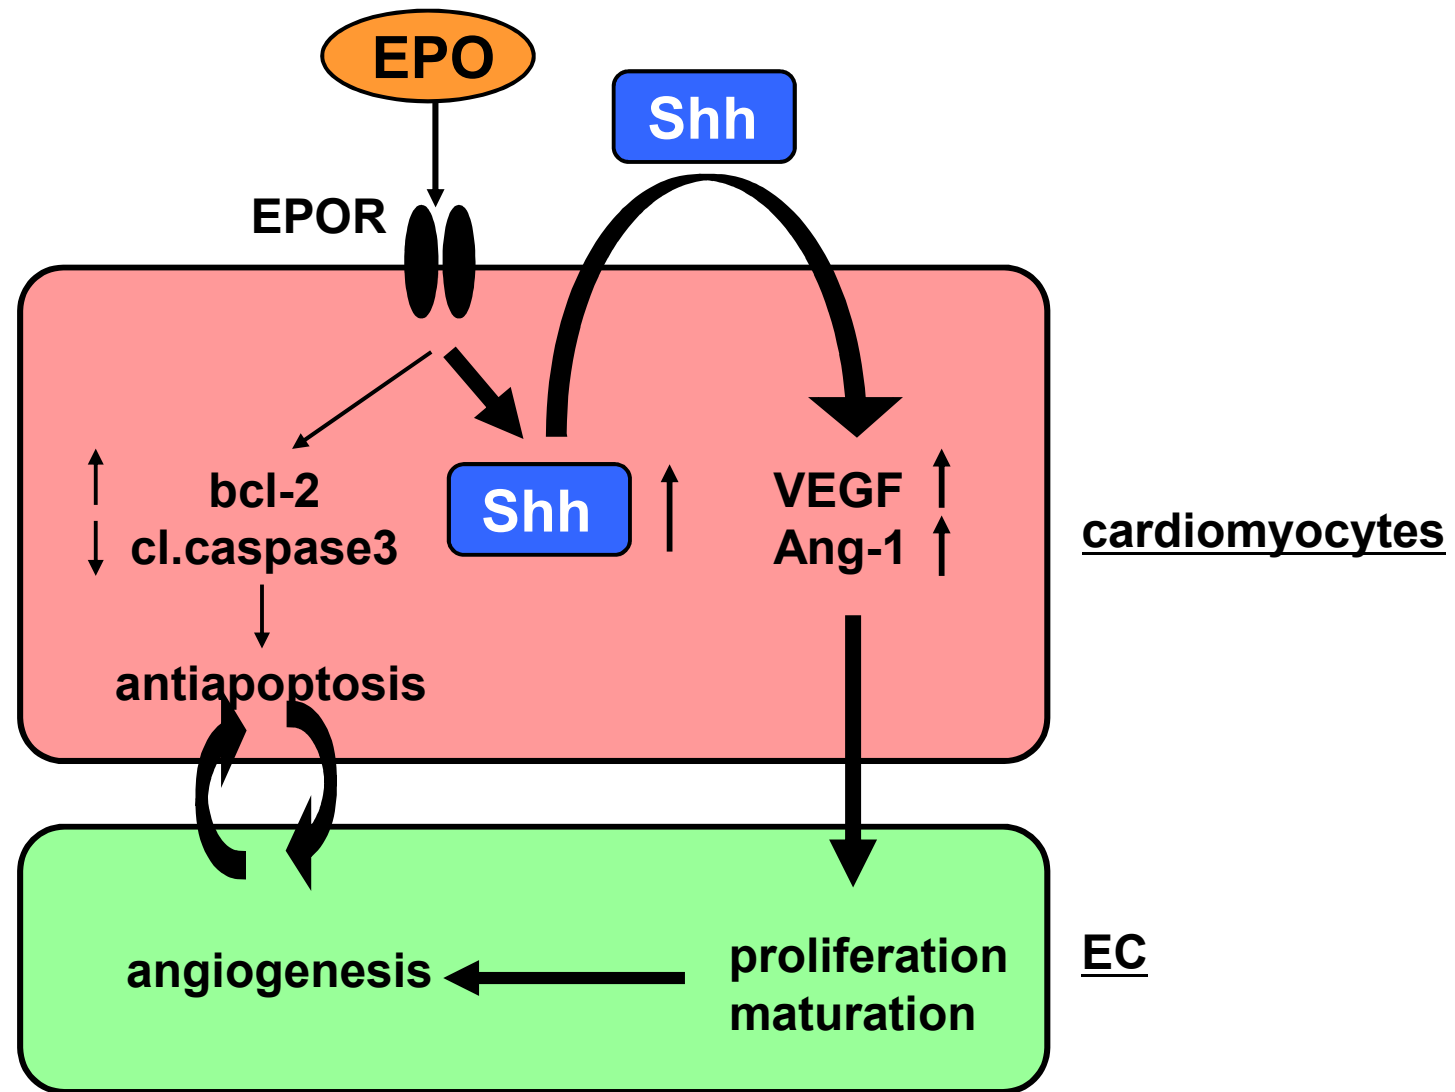 EPO
Shh
EPOR
bcl-2
cl.caspase3
Shh
VEGF
Ang-1
cardiomyocytes
antiapoptosis
angiogenesis
proliferation
maturation
EC